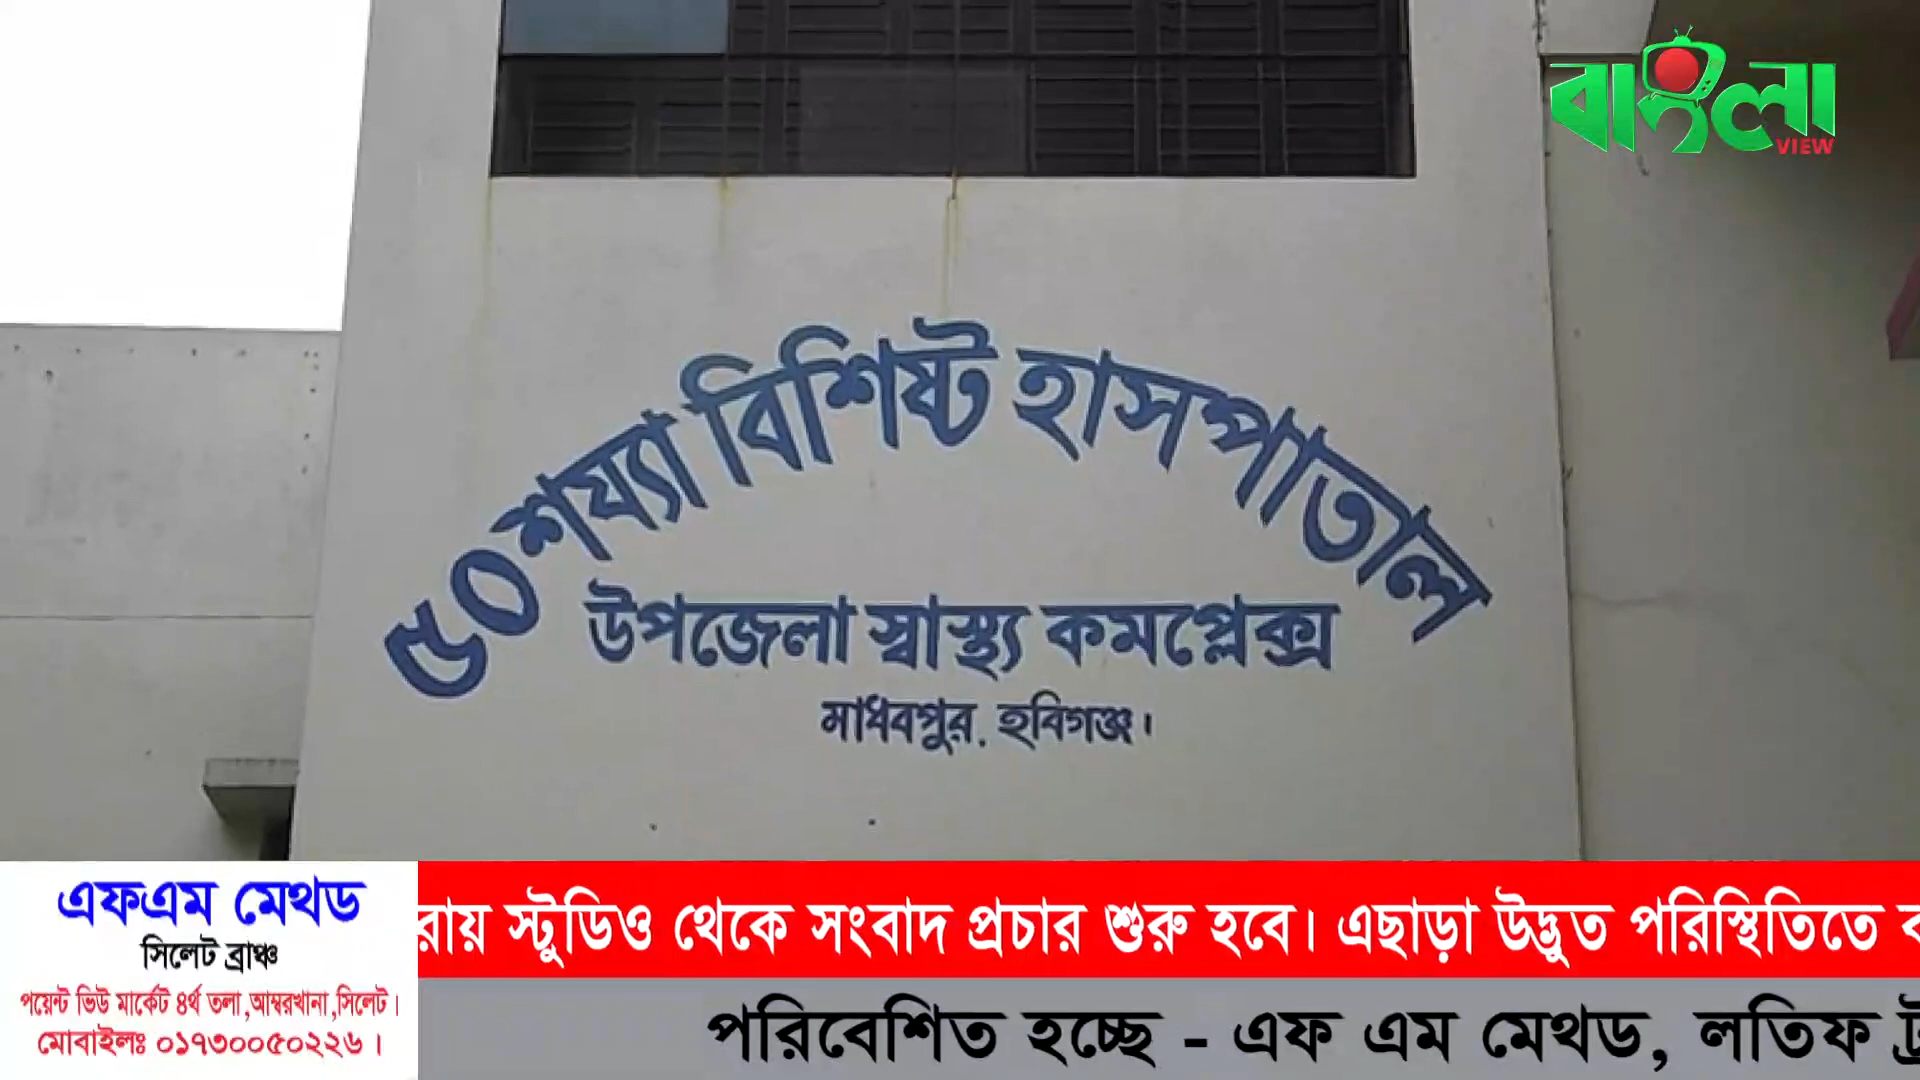 বাংলা
VIEW
৫০ শয্যা বিশিষ্ট হাসপাতাল
উপজেলা স্বাস্থ্য কমপ্লেক্স
মাধবপুর, হবিগঞ্জ।
এফএম মেথড
সিলেট ব্রাঞ্চ
পয়েন্ট ভিউ মার্কেট ৪র্থ তলা,আম্বরখানা,সিলেট।
মোবাইলঃ ০১৭৩০০৫০২২৬।
রায় স্টুডিও থেকে সংবাদ প্রচার শুরু হবে। এছাড়া উদ্ভুত পরিস্থিতিতে
পরিবেশিত হচ্ছে - এফ এম মেথড, লতিফ